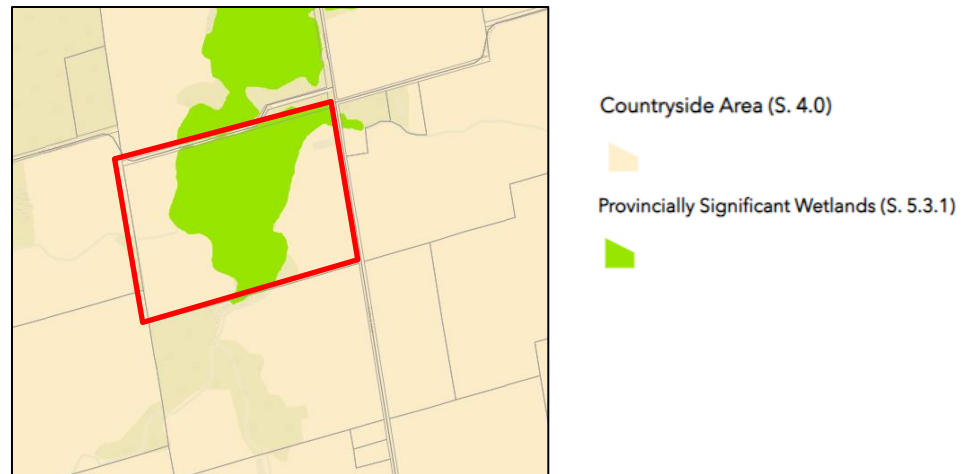 Countryside Area (S. 4.0)
Provincially Significant Wetlands (S. 5.3.1)